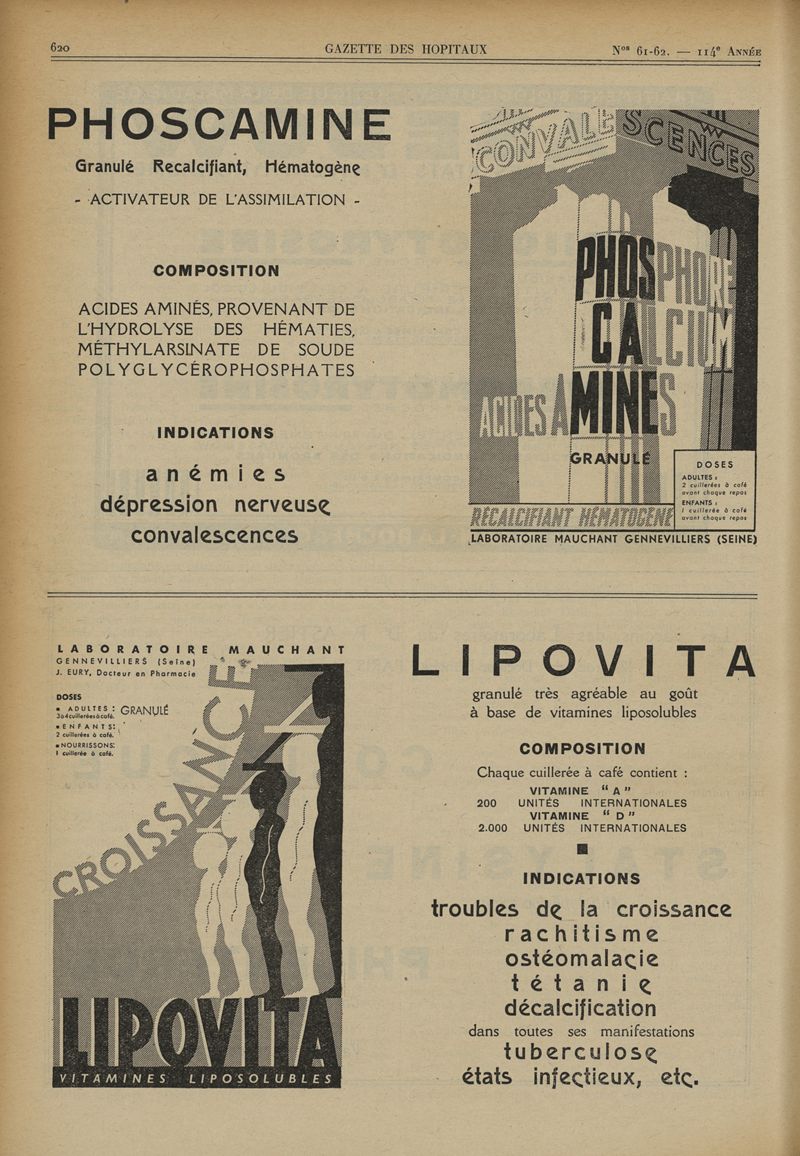 620
GAZETTE DES HOPITAUX
Nos 61-62. — 114e ANNÉE
PHOSCAMINE
Granulé Recalcifiant, Hématogène
- ACTIVATEUR DE L'ASSIMILATION -
COMPOSITION
ACIDES AMINÉS, PROVENANT DE
L'HYDROLYSE DES HÉMATIES,
MÉTHYLARSINATE DE SOUDE
POLYGLYCÉROPHOSPHATES
INDICATIONS
anémies
dépression nerveuse
convalescences
CONVALESCENCES
PHOSPHORE
CALCIUM
ACIDES AMINES
GRANULÉ
DOSES
ADULTES :
2 cuillerées à café
avant chaque repas
ENFANTS :
1 cuillerée à café
avant chaque repas
RÉCALCIFIANT HÉMATOGÈNE
LABORATOIRE MAUCHANT GENNEVILLIERS (SEINE)
LABORATOIRE MAUCHANT
GENNEVILLIERS (Seine)
J. EURY, Docteur en Pharmacie
DOSES
ADULTES : GRANULÉ
3à4cuilleréesàcafé.
ENFANTS:
2 cuillerées à café.
NOURRISSONS:
1 cuillerée à café.
CROISSANCE
LIPOVITA
VITAMINES LIPOSOLUBLES
LIPOVITA
granulé très agréable au goût
à base de vitamines liposolubles
COMPOSITION
Chaque cuillerée à café contient :
VITAMINE “ A ”
200 UNITÉS INTERNATIONALES
VITAMINE “ D ”
2.000 UNITÉS INTERNATIONALES
INDICATIONS
troubles de la croissance
rachitisme
ostéomalacie
tétanie
décalcification
dans toutes ses manifestations
tuberculose
états infectieux, etc.